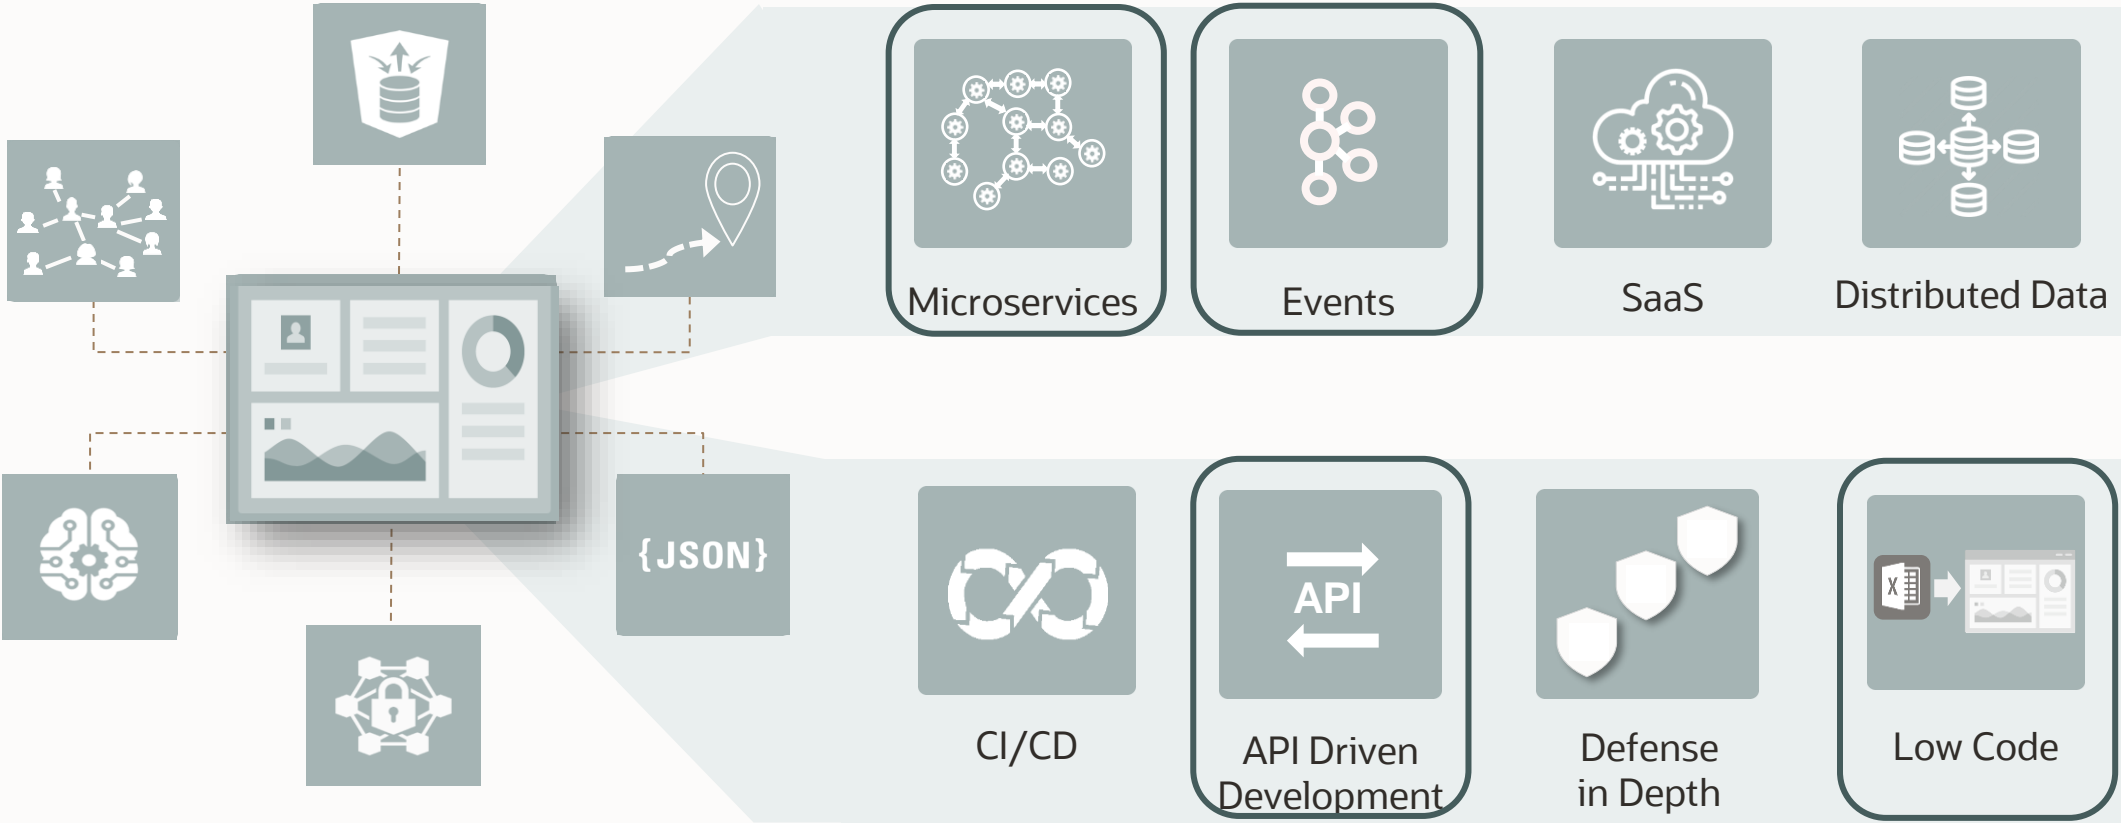 Microservices
Events
SaaS
Distributed Data
{JSON}
API
X
CI/CD
API Driven
Development
Defense
in Depth
Low Code